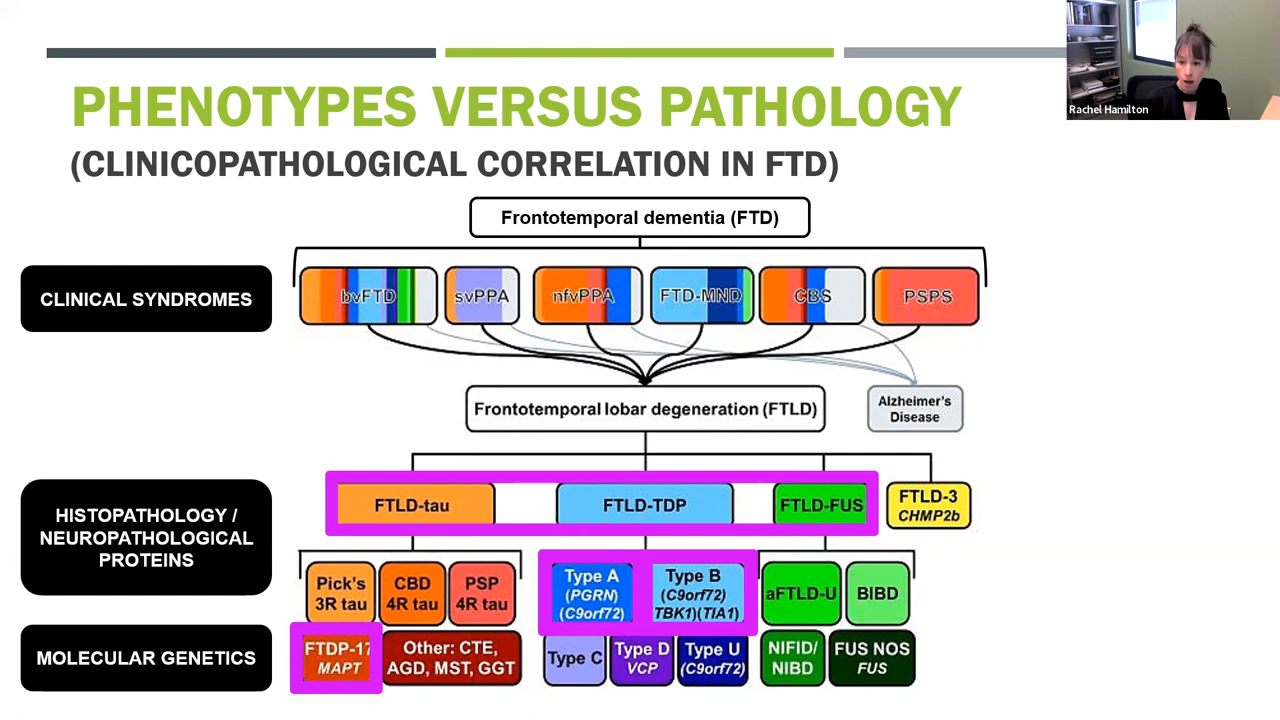 PHENOTYPES VERSUS PATHOLOGY
(CLINICOPATHOLOGICAL CORRELATION IN FTD)
Rachel Hamilton
Frontotemporal dementia (FTD)
CLINICAL SYNDROMES
bvFTD
svPPA
nfvPPA
FTD-MND
CBS
PSPS
Frontotemporal lobar degeneration (FTLD)
Alzheimer's
Disease
HISTOPATHOLOGY /
NEUROPATHOLOGICAL
PROTEINS
FTLD-tau
FTLD-TDP
FTLD-FUS
FTLD-3
CHMP2b
Pick's
3R tau
CBD
4R tau
PSP
4R tau
Type A
(PGRN)
(C9orf72)
Type B
(C9orf72)
TBK1)(TIA1)
aFTLD-U
BIBD
MOLECULAR GENETICS
FTDP-17
MAPT
Other: CTE,
AGD, MST, GGT
Type C
Type D
VCP
Type U
(C9orf72)
NIFID/
NIBD
FUS NOS
FUS